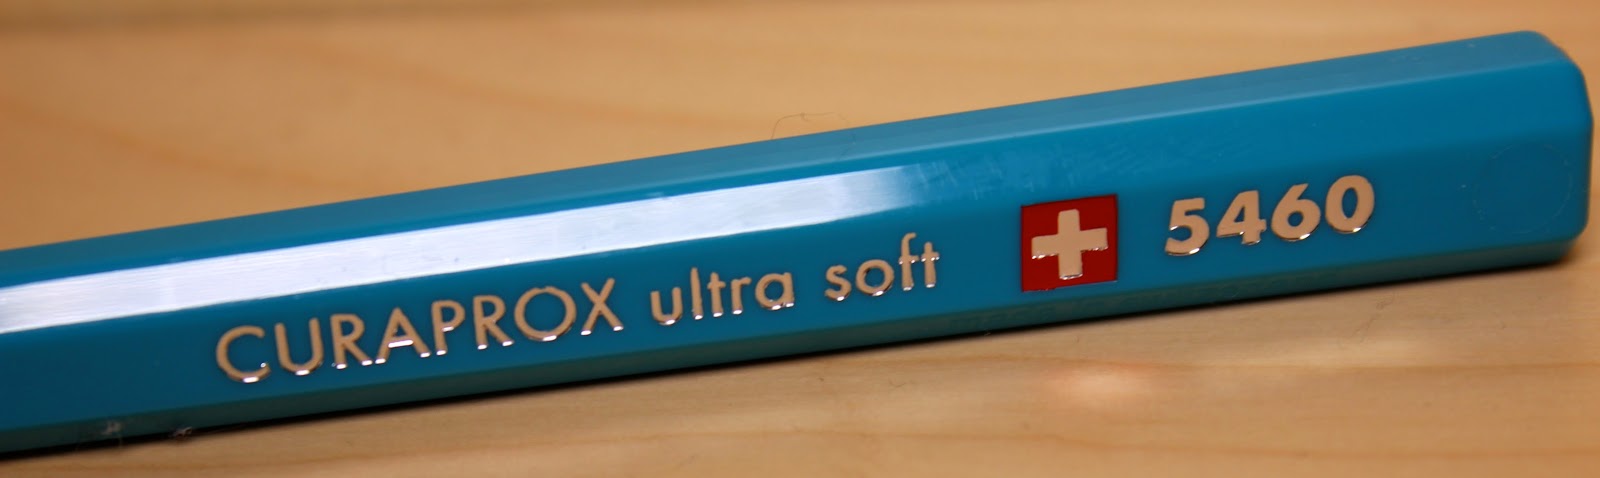 CURAPROX ultra soft 5460